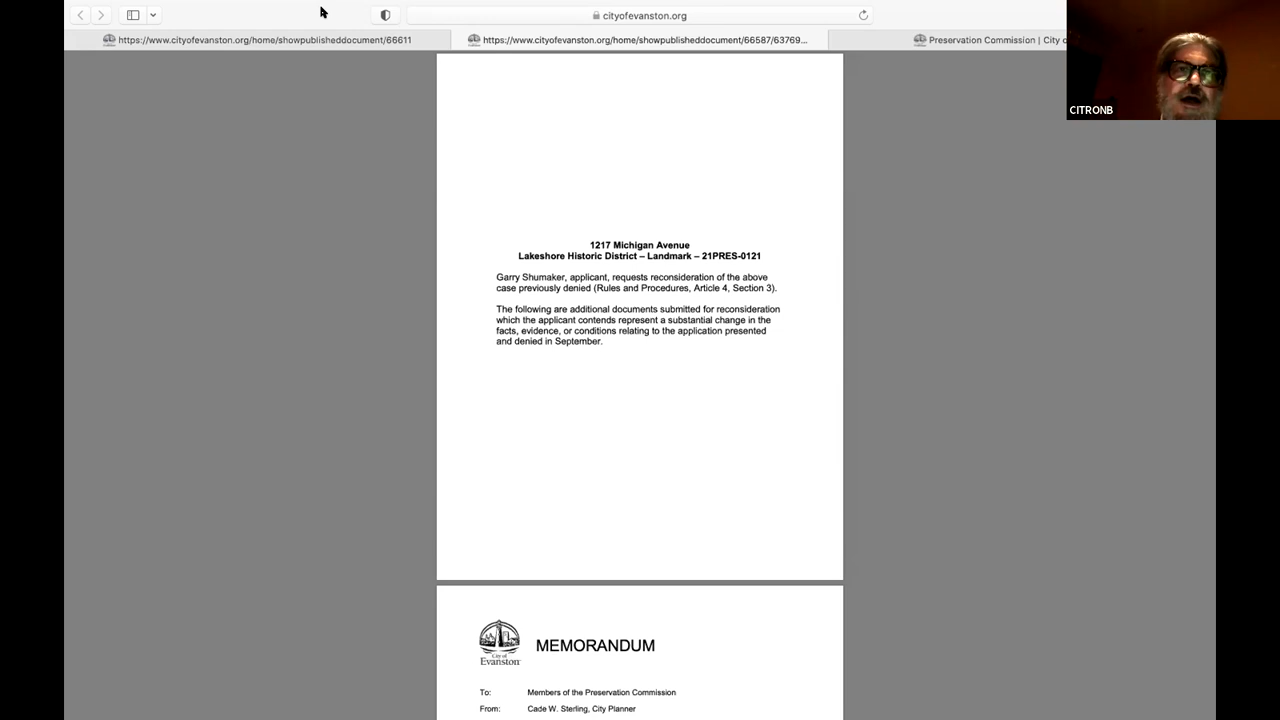 cityofevanston.org
https://www.cityofevanston.org/home/showpublisheddocument/66611
https://www.cityofevanston.org/home/showpublisheddocument/66587/63769...
Preservation Commission | City o
CITRONB
1217 Michigan Avenue
Lakeshore Historic District – Landmark – 21PRES-0121
Garry Shumaker, applicant, requests reconsideration of the above
case previously denied (Rules and Procedures, Article 4, Section 3).
The following are additional documents submitted for reconsideration
which the applicant contends represent a substantial change in the
facts, evidence, or conditions relating to the application presented
and denied in September.
City of
Evanston
MEMORANDUM
To: Members of the Preservation Commission
From: Cade W. Sterling, City Planner